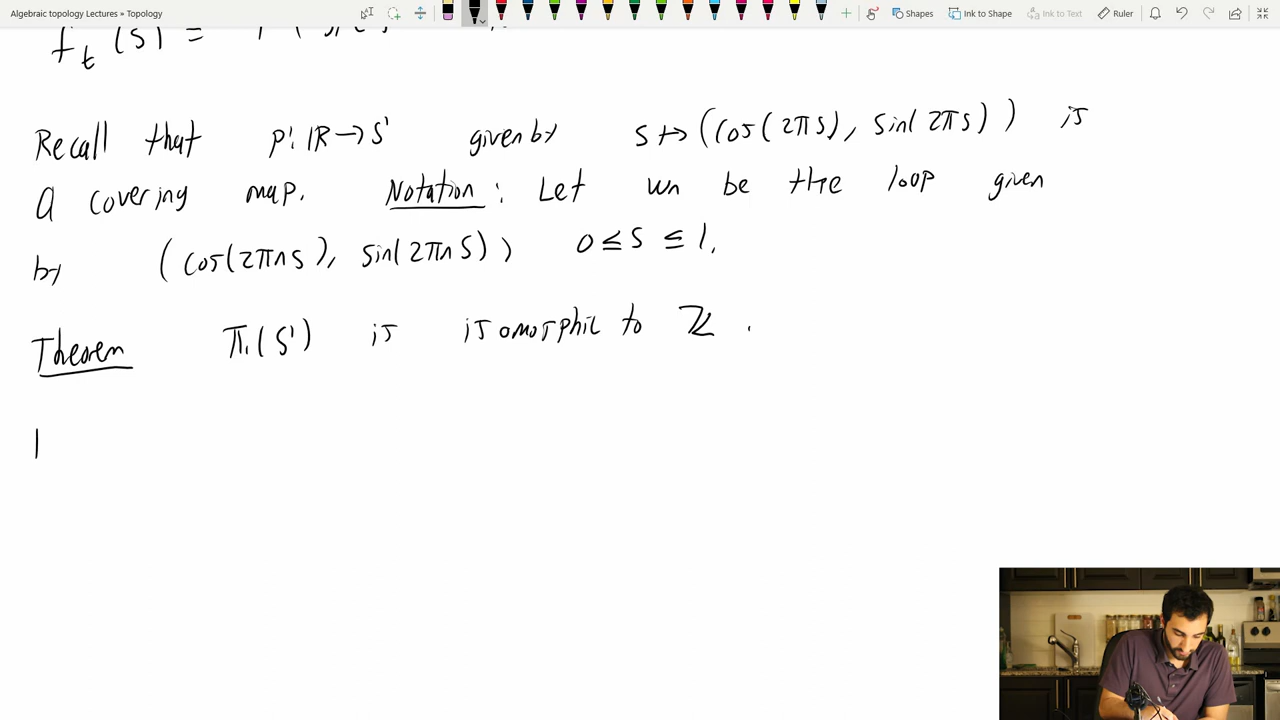 Algebraic topology Lectures » Topology
Shapes
Ink to Shape
Ink to Text
Ruler
f_t (s) =
Recall that p: ℝ → S¹ given by s ↦ (cos(2πs), sin(2πs)) is
a covering map. Notation: Let wn be the loop given
by (cos(2πns), sin(2πns)) 0 ≤ s ≤ 1.
Theorem π₁(S¹) is isomorphic to ℤ.